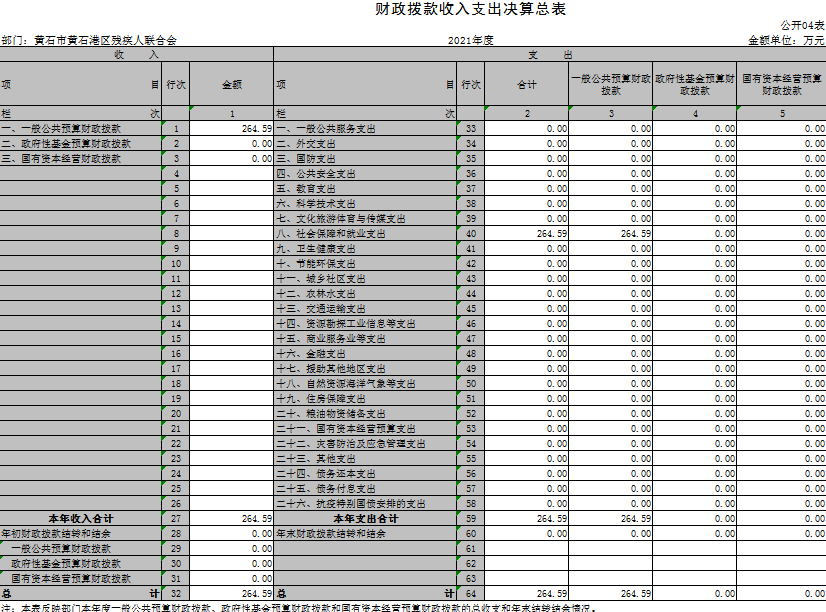 财政拨款收入支出决算总表
公开04表
部门：黄石市黄石港区残疾人联合会 2021年度 金额单位：万元
收 入 支 出
项 目 行次 金额 项 目 行次 合计 一般公共预算财政拨款 政府性基金预算财政拨款 国有资本经营预算财政拨款
栏 次 1 栏 次 2 3 4 5
一、一般公共预算财政拨款 1 264.59 一、一般公共服务支出 33 0.00 0.00 0.00 0.00
二、政府性基金预算财政拨款 2 0.00 二、外交支出 34 0.00 0.00 0.00 0.00
三、国有资本经营财政拨款 3 0.00 三、国防支出 35 0.00 0.00 0.00 0.00
4 四、公共安全支出 36 0.00 0.00 0.00 0.00
5 五、教育支出 37 0.00 0.00 0.00 0.00
6 六、科学技术支出 38 0.00 0.00 0.00 0.00
7 七、文化旅游体育与传媒支出 39 0.00 0.00 0.00 0.00
8 八、社会保障和就业支出 40 264.59 264.59 0.00 0.00
9 九、卫生健康支出 41 0.00 0.00 0.00 0.00
10 十、节能环保支出 42 0.00 0.00 0.00 0.00
11 十一、城乡社区支出 43 0.00 0.00 0.00 0.00
12 十二、农林水支出 44 0.00 0.00 0.00 0.00
13 十三、交通运输支出 45 0.00 0.00 0.00 0.00
14 十四、资源勘探工业信息等支出 46 0.00 0.00 0.00 0.00
15 十五、商业服务业等支出 47 0.00 0.00 0.00 0.00
16 十六、金融支出 48 0.00 0.00 0.00 0.00
17 十七、援助其他地区支出 49 0.00 0.00 0.00 0.00
18 十八、自然资源海洋气象等支出 50 0.00 0.00 0.00 0.00
19 十九、住房保障支出 51 0.00 0.00 0.00 0.00
20 二十、粮油物资储备支出 52 0.00 0.00 0.00 0.00
21 二十一、国有资本经营预算支出 53 0.00 0.00 0.00 0.00
22 二十二、灾害防治及应急管理支出 54 0.00 0.00 0.00 0.00
23 二十三、其他支出 55 0.00 0.00 0.00 0.00
24 二十四、债务还本支出 56 0.00 0.00 0.00 0.00
25 二十五、债务付息支出 57 0.00 0.00 0.00 0.00
26 二十六、抗疫特别国债安排的支出 58 0.00 0.00 0.00 0.00
本年收入合计 27 264.59 本年支出合计 59 264.59 264.59 0.00 0.00
年初财政拨款结转和结余 28 0.00 年末财政拨款结转和结余 60 0.00 0.00 0.00 0.00
一般公共预算财政拨款 29 0.00 61
政府性基金预算财政拨款 30 0.00 62
国有资本经营预算财政拨款 31 0.00 63
总 计 32 264.59 总 计 64 264.59 264.59 0.00 0.00
注：本表反映部门本年度一般公共预算财政拨款、政府性基金预算财政拨款和国有资本经营预算财政拨款的总收支和年末结转结余情况。